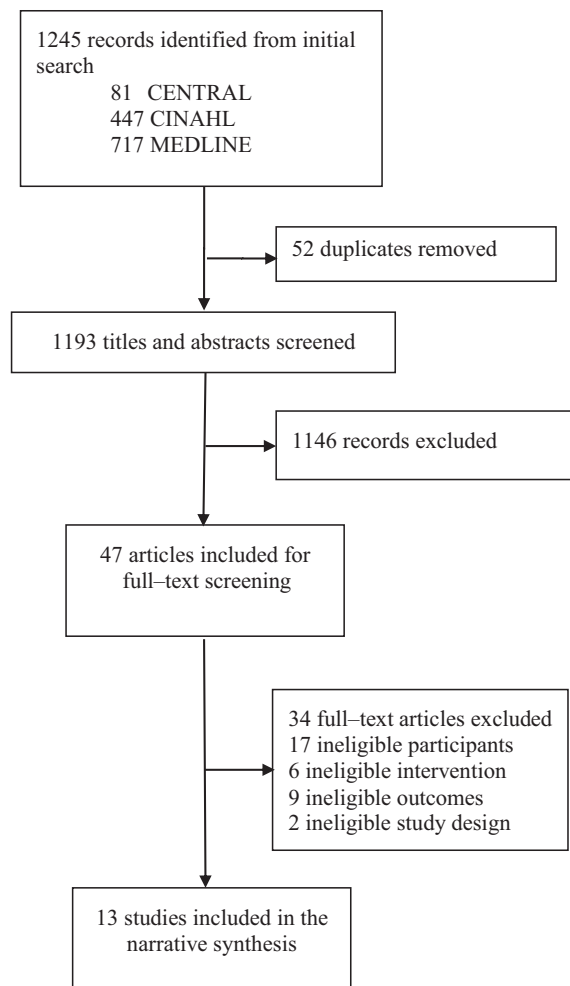 1245 records identified from initial
search
81 CENTRAL
447 CINAHL
717 MEDLINE
52 duplicates removed
1193 titles and abstracts screened
1146 records excluded
47 articles included for
full–text screening
34 full–text articles excluded
17 ineligible participants
6 ineligible intervention
9 ineligible outcomes
2 ineligible study design
13 studies included in the
narrative synthesis